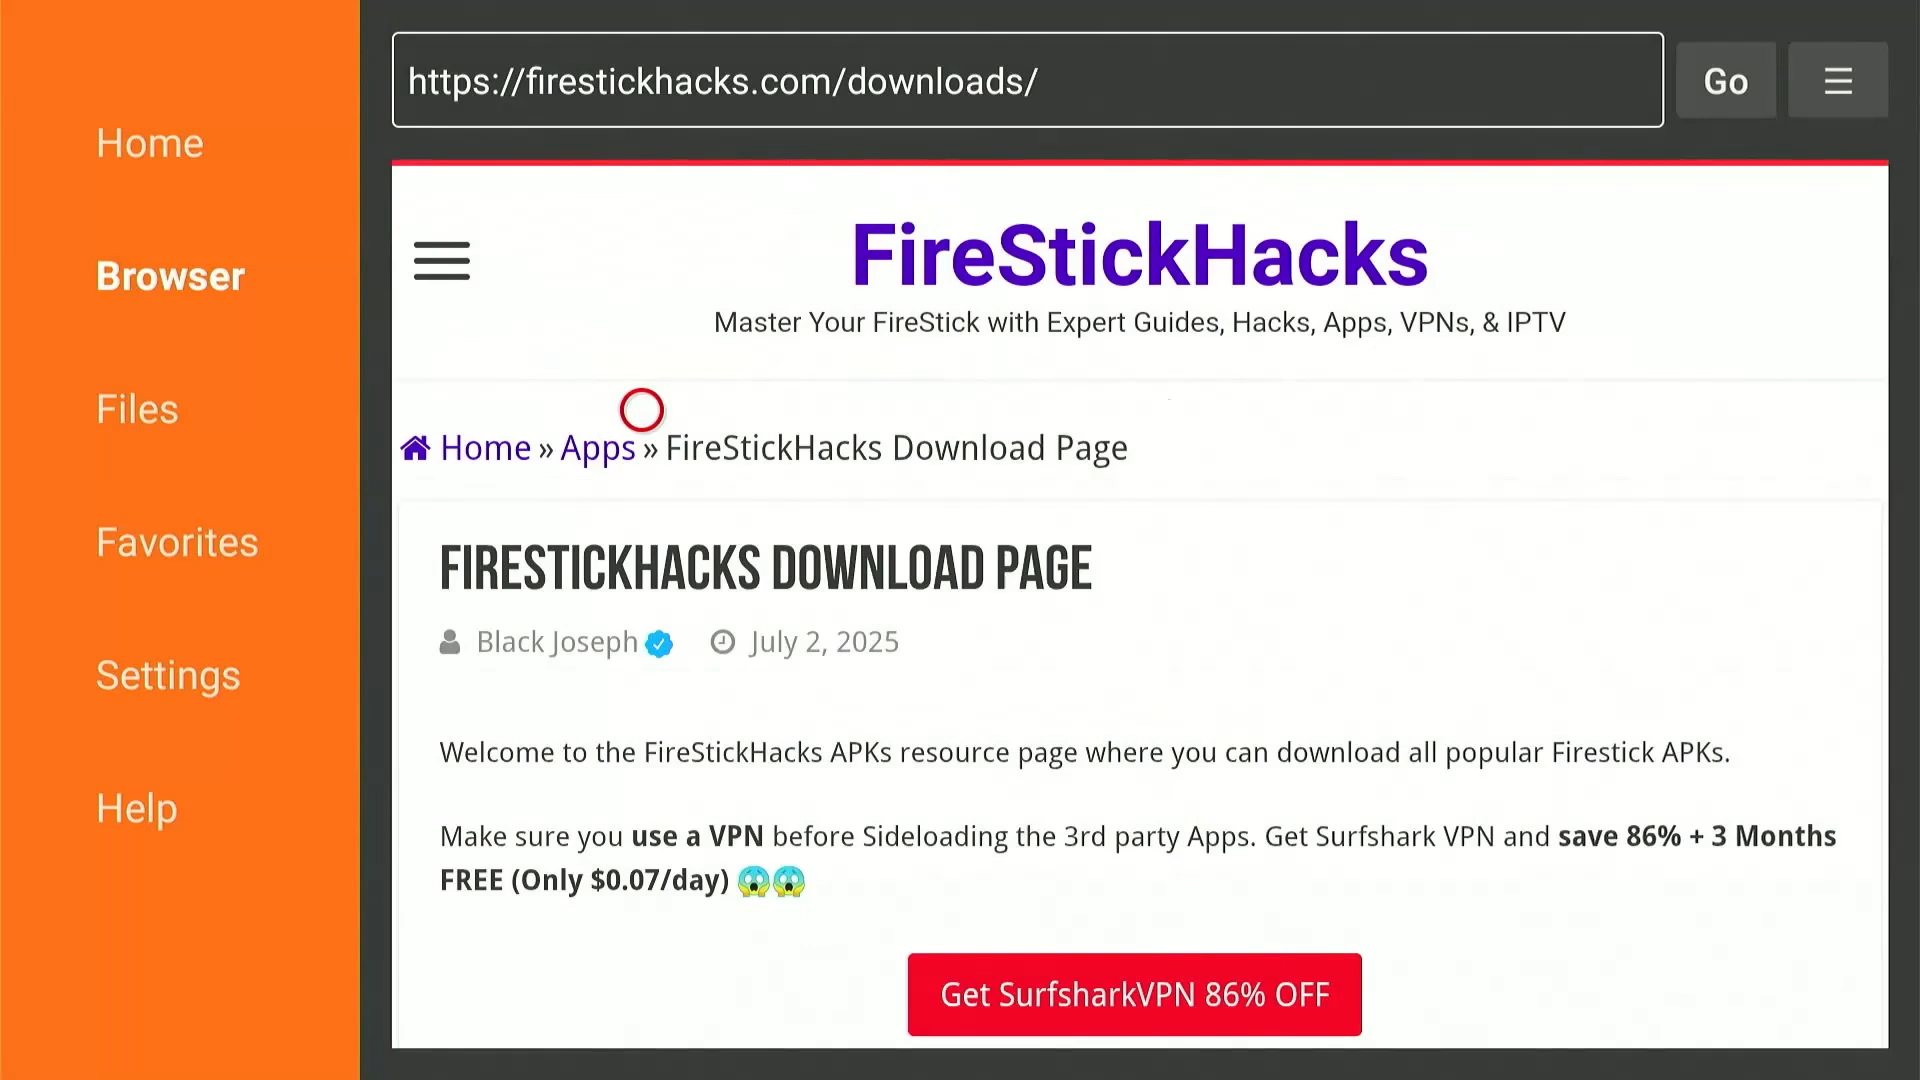 Home
Browser
Files
Favorites
Settings
Help
https://firestickhacks.com/downloads/
Go
FireStickHacks
Master Your FireStick with Expert Guides, Hacks, Apps, VPNs, & IPTV
Home » Apps » FireStickHacks Download Page
FIRESTICKHACKS DOWNLOAD PAGE
Black Joseph July 2, 2025
Welcome to the FireStickHacks APKs resource page where you can download all popular Firestick APKs.
Make sure you use a VPN before Sideloading the 3rd party Apps. Get Surfshark VPN and save 86% + 3 Months
FREE (Only $0.07/day) 😱😱
Get SurfsharkVPN 86% OFF